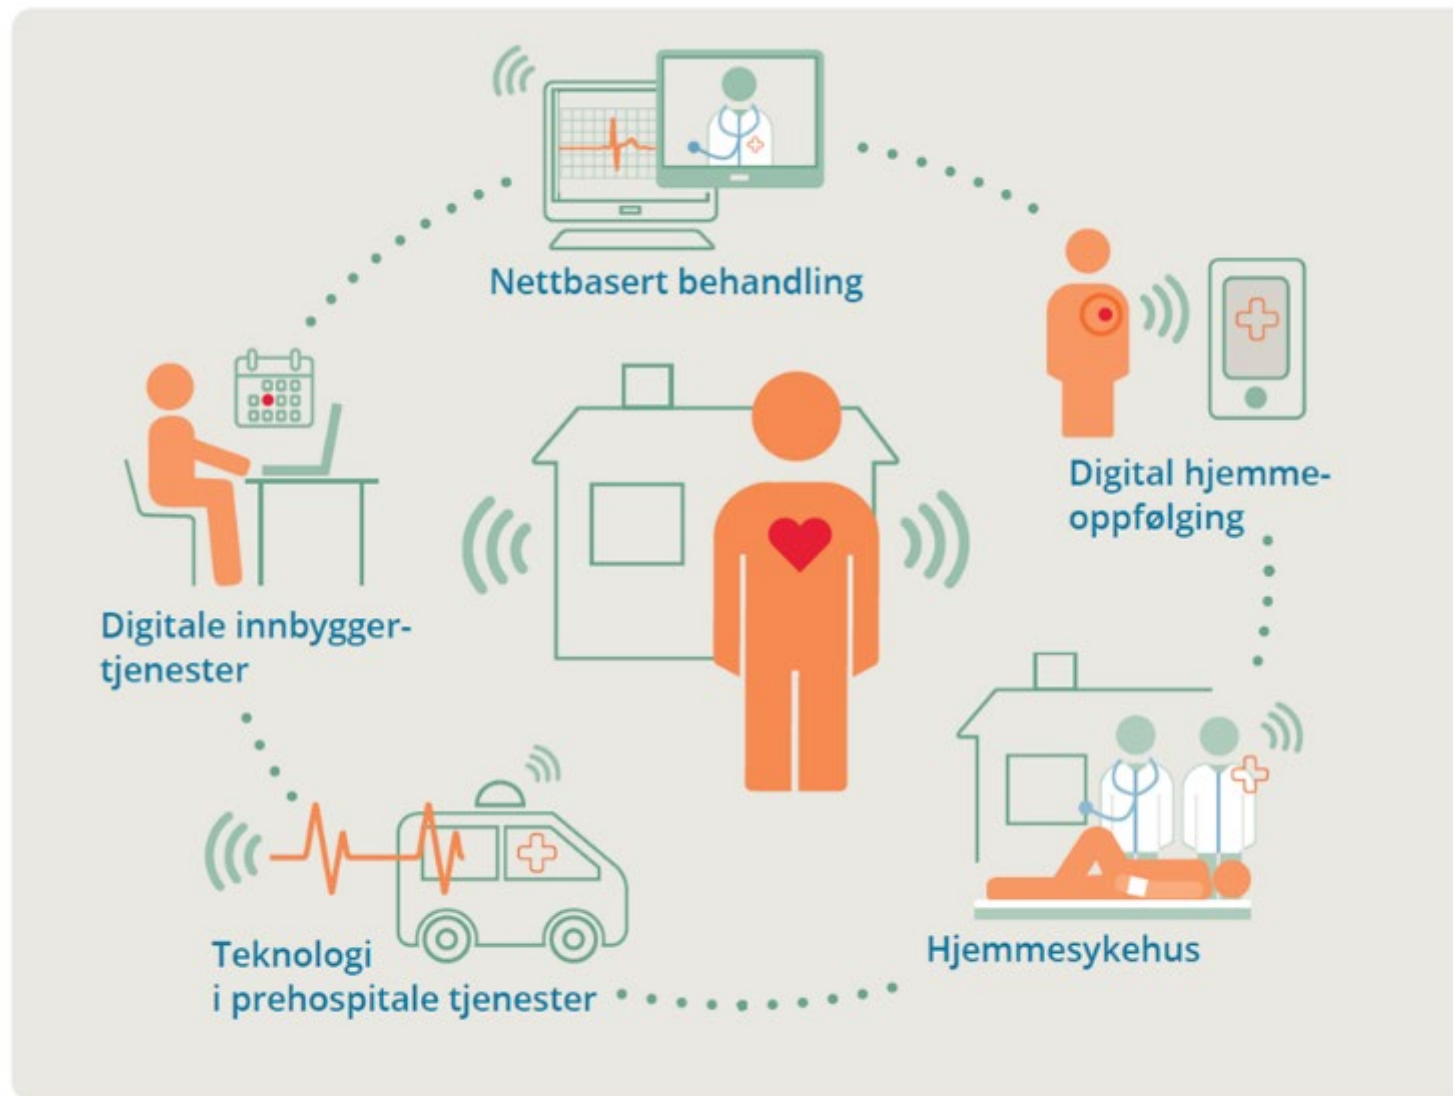 Nettbasert behandling
Digital hjemme-
oppfølging
Digitale innbygger-
tjenester
Hjemmesykehus
Teknologi
i prehospitale tjenester